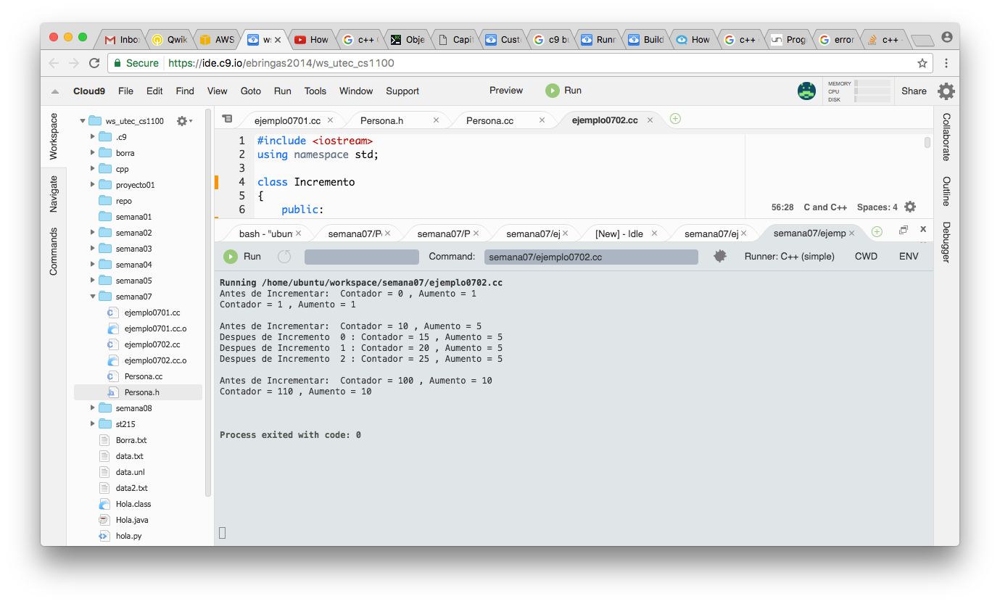 Inbo Qwik AWS ws How c++ Obje Capi Cust c9 bu Runr Build How c++ un Prog error c++
Secure https://ide.c9.io/ebringas2014/ws_utec_cs1100
Cloud9 File Edit Find View Goto Run Tools Window Support Preview Run MEMORY CPU DISK Share
Workspace
Navigate
Commands
ws_utec_cs1100
.c9
borra
cpp
proyecto01
repo
semana01
semana02
semana03
semana04
semana05
semana07
ejemplo0701.cc
ejemplo0701.cc.o
ejemplo0702.cc
ejemplo0702.cc.o
Persona.cc
Persona.h
semana08
st215
Borra.txt
data.txt
data.unl
data2.txt
Hola.class
Hola.java
hola.py
ejemplo0701.cc Persona.h Persona.cc ejemplo0702.cc
1 #include <iostream>
2 using namespace std;
3
4 class Incremento
5 {
6 public:
56:28 C and C++ Spaces: 4
bash - "ubun semana07/P semana07/P semana07/ej [New] - Idle semana07/ej semana07/ejemp
Run Command: semana07/ejemplo0702.cc Runner: C++ (simple) CWD ENV
Running /home/ubuntu/workspace/semana07/ejemplo0702.cc
Antes de Incrementar:  Contador = 0 , Aumento = 1
Contador = 1 , Aumento = 1
Antes de Incrementar:  Contador = 10 , Aumento = 5
Despues de Incremento  0 : Contador = 15 , Aumento = 5
Despues de Incremento  1 : Contador = 20 , Aumento = 5
Despues de Incremento  2 : Contador = 25 , Aumento = 5
Antes de Incrementar:  Contador = 100 , Aumento = 10
Contador = 110 , Aumento = 10
Process exited with code: 0
Collaborate
Outline
Debugger